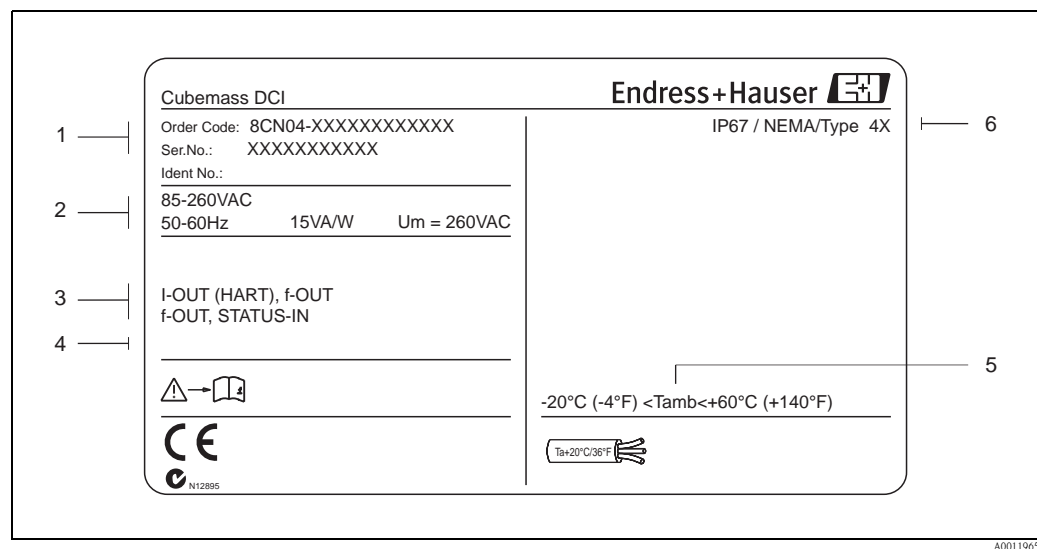 Cubemass DCI
Endress+Hauser
1
Order Code: 8CN04-XXXXXXXXXXXX
Ser.No.: XXXXXXXXXXX
Ident No.:
IP67 / NEMA/Type 4X
6
2
85-260VAC
50-60Hz 15VA/W Um = 260VAC
3
I-OUT (HART), f-OUT
f-OUT, STATUS-IN
4
5
-20°C (-4°F) <Tamb<+60°C (+140°F)
Ta+20°C/36°F
N12895
A0011965